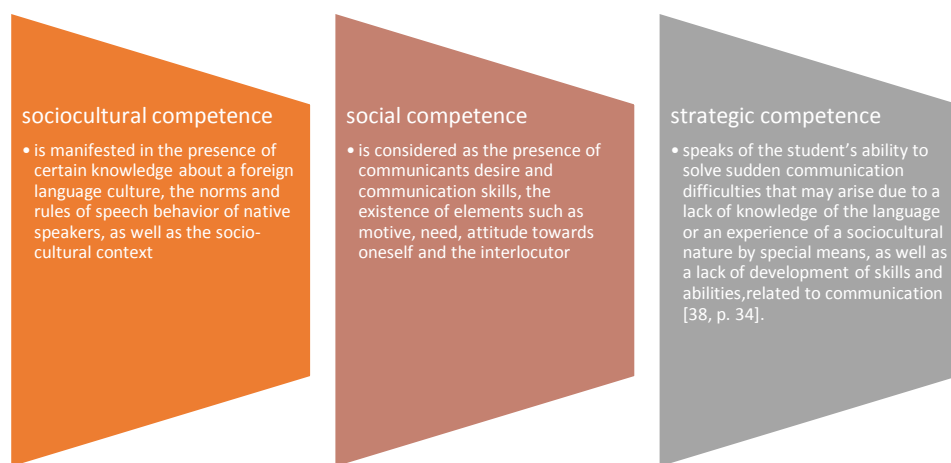 sociocultural competence
• is manifested in the presence of
certain knowledge about a foreign
language culture, the norms and
rules of speech behavior of native
speakers, as well as the socio-
cultural context
social competence
• is considered as the presence of
communicants desire and
communication skills, the
existence of elements such as
motive, need, attitude towards
oneself and the interlocutor
strategic competence
• speaks of the student's ability to
solve sudden communication
difficulties that may arise due to a
lack of knowledge of the language
or an experience of a sociocultural
nature by special means, as well as
a lack of development of skills and
abilities,related to communication
[38, p. 34].